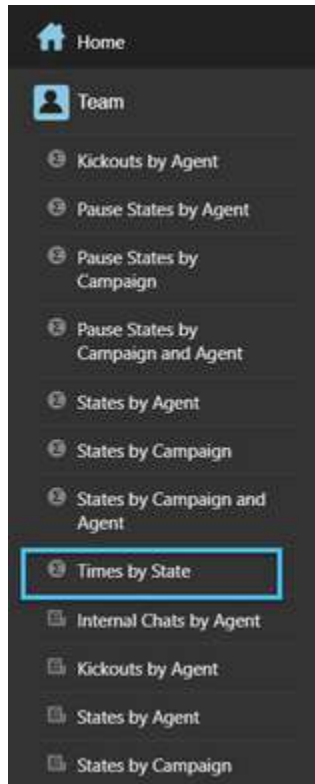 Home
Team
Kickouts by Agent
Pause States by Agent
Pause States by
Campaign
Pause States by
Campaign and Agent
States by Agent
States by Campaign
States by Campaign and
Agent
Times by State
Internal Chats by Agent
Kickouts by Agent
States by Agent
States by Campaign